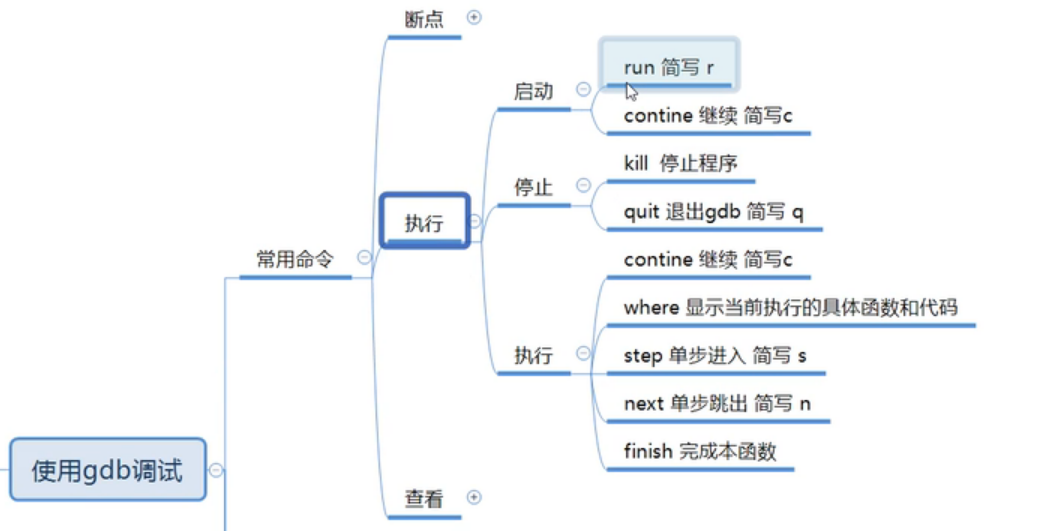 断点
启动
run 简写 r
contine 继续 简写c
停止
kill 停止程序
quit 退出gdb 简写 q
执行
常用命令
contine 继续 简写c
where 显示当前执行的具体函数和代码
执行
step 单步进入 简写 s
next 单步跳出 简写 n
finish 完成本函数
使用gdb调试
查看